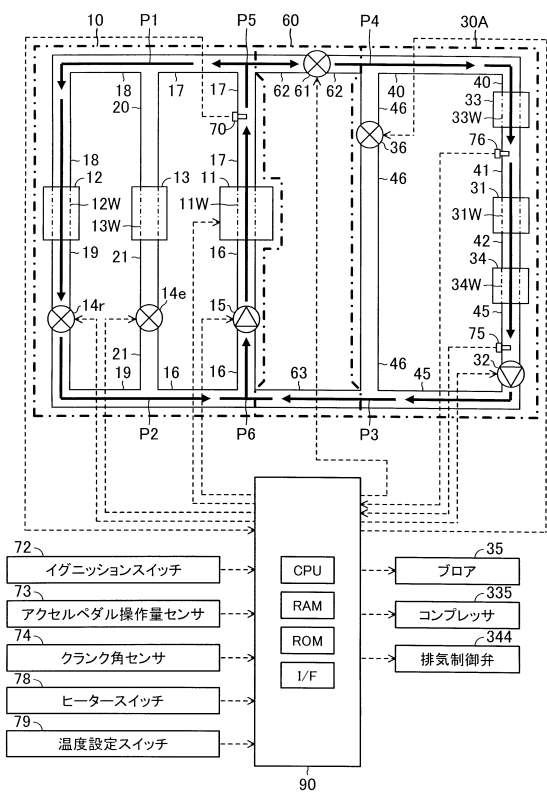 10 P1 P5 60 P4 30A
18 17 62 61 62 40 40
20 17 46 33
70 36 33W
76
18 17 41
12 13 11 46 31
12W 13W 11W 31W
42
19 21 16 34
34W
14r 14e 15 45
75
32
21 46
19 16 16 63 45
P2 P6 P3
72 イグニッションスイッチ
73 アクセルペダル操作量センサ
74 クランク角センサ
78 ヒータースイッチ
79 温度設定スイッチ
CPU
RAM
ROM
I/F
90
35 ブロア
335 コンプレッサ
344 排気制御弁